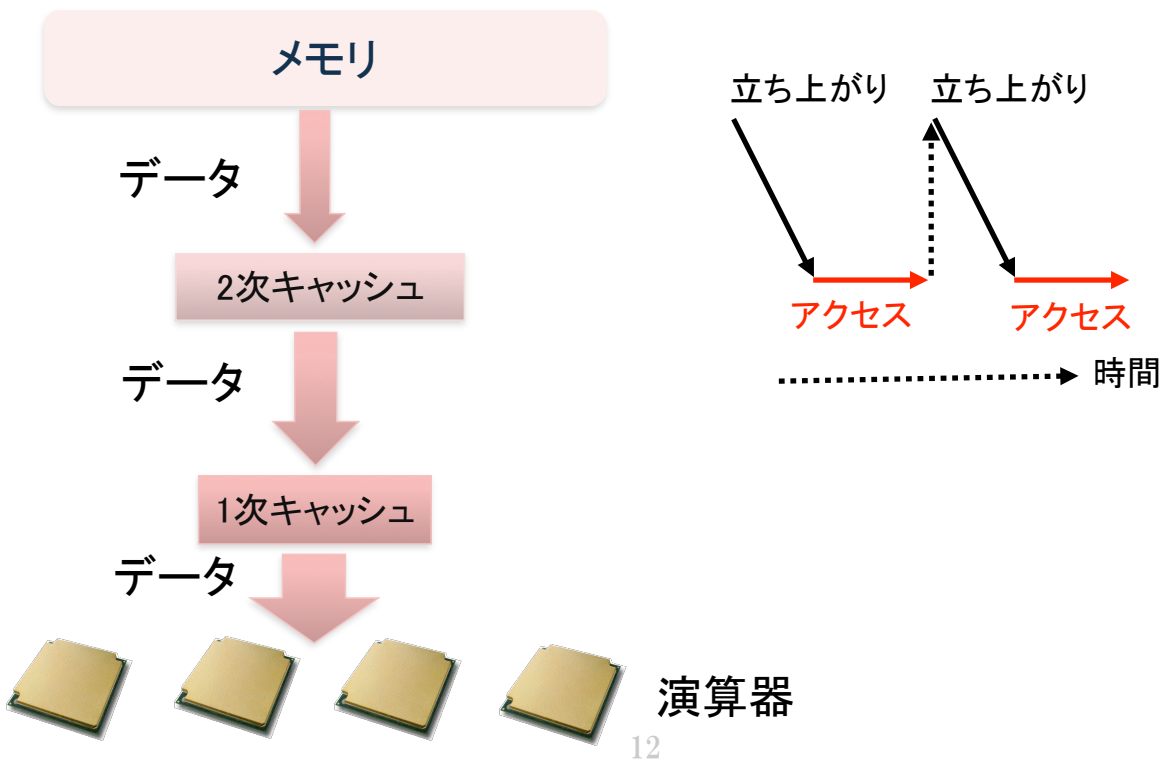 メモリ
データ
2次キャッシュ
データ
1次キャッシュ
データ
演算器
立ち上がり
立ち上がり
アクセス
アクセス
時間
12